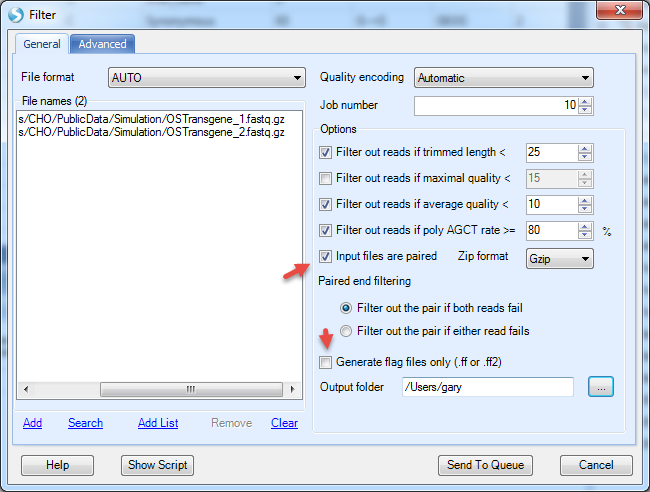 Filter
General Advanced
File format AUTO
File names (2)
s/CHO/PublicData/Simulation/OSTransgene_1.fastq.gz
s/CHO/PublicData/Simulation/OSTransgene_2.fastq.gz
Add Search Add List Remove Clear
Quality encoding Automatic
Job number 10
Options
Filter out reads if trimmed length < 25
Filter out reads if maximal quality < 15
Filter out reads if average quality < 10
Filter out reads if poly AGCT rate >= 80 %
Input files are paired Zip format Gzip
Paired end filtering
Filter out the pair if both reads fail
Filter out the pair if either read fails
Generate flag files only (.ff or .ff2)
Output folder /Users/gary ...
Help Show Script Send To Queue Cancel